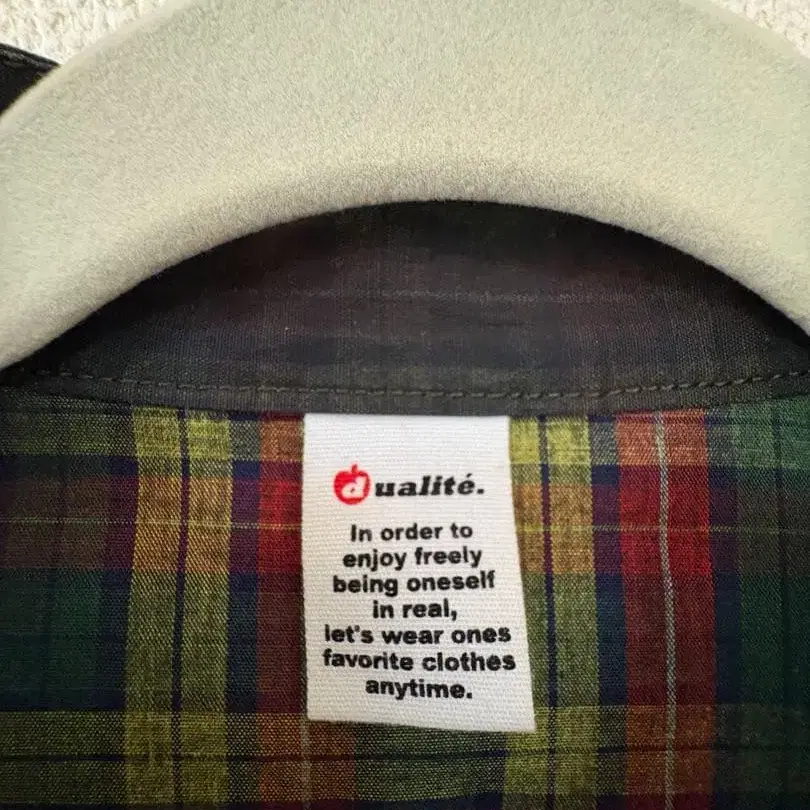 dualité.
In order to
enjoy freely
being oneself
in real,
let's wear ones
favorite clothes
anytime.